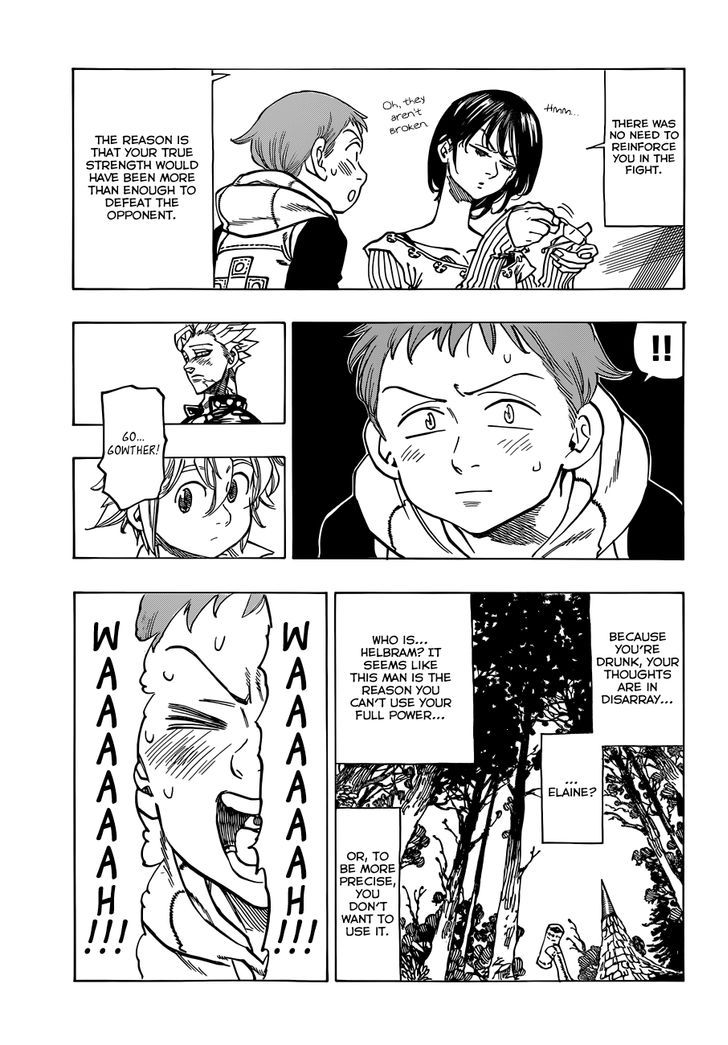 THERE WAS
NO NEED TO
REINFORCE
YOU IN THE
FIGHT.
Hmm...
Oh, they
aren't
broken.
THE REASON IS
THAT YOUR TRUE
STRENGTH WOULD
HAVE BEEN MORE
THAN ENOUGH TO
DEFEAT THE
OPPONENT.
!!
GO...
GOWTHER!
BECAUSE
YOU'RE
DRUNK, YOUR
THOUGHTS
ARE IN
DISARRAY...
...
ELAINE?
WHO IS...
HELBRAM? IT
SEEMS LIKE
THIS MAN IS THE
REASON YOU
CAN'T USE YOUR
FULL POWER...
OR, TO
BE MORE
PRECISE,
YOU
DON'T
WANT TO
USE IT.
WAAAAAAH!!!
WAAAAAAH!!!